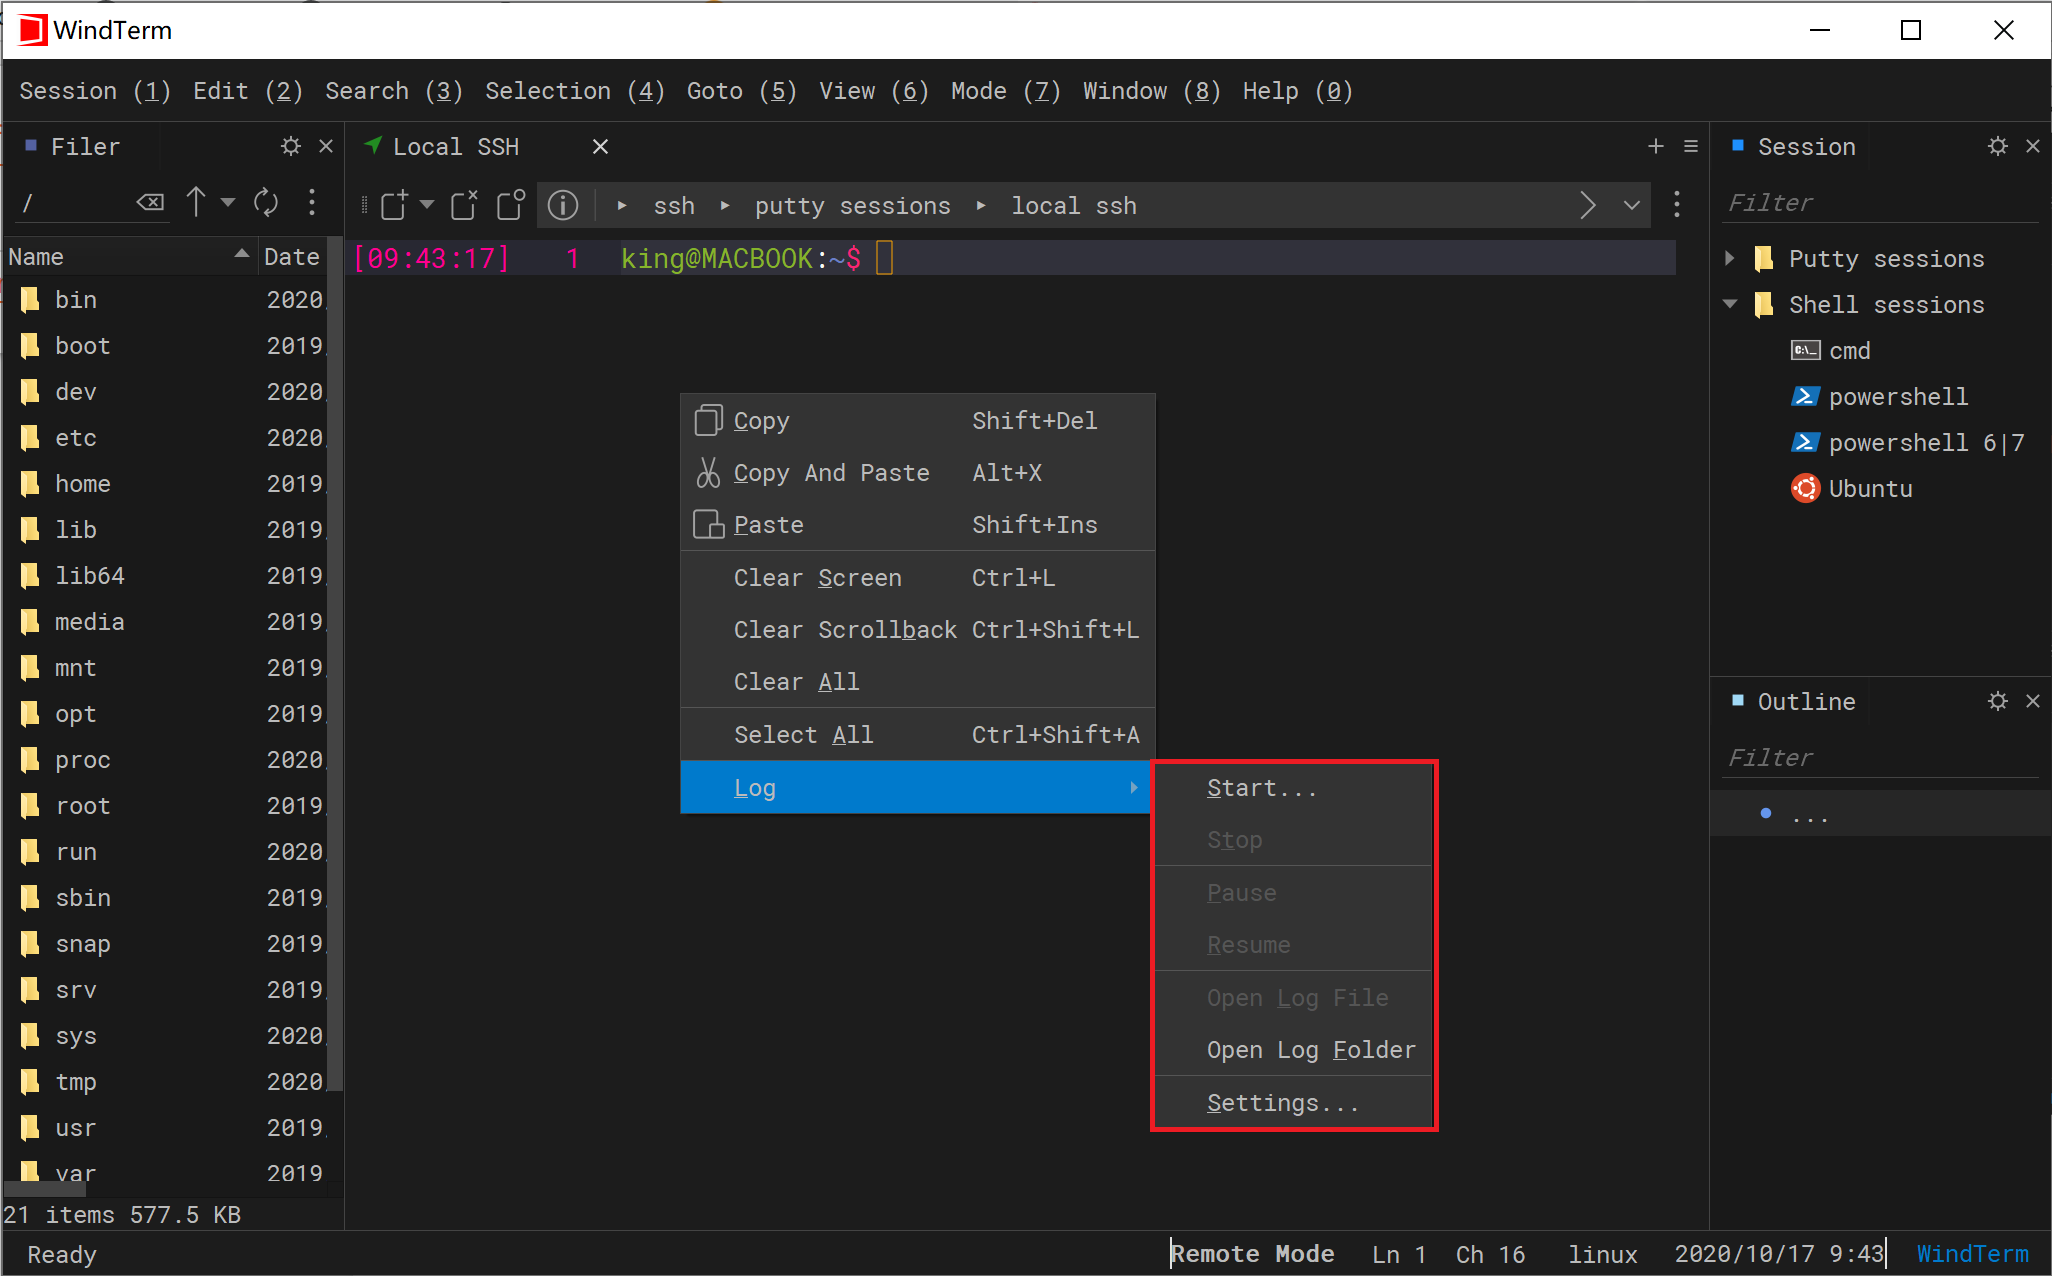 WindTerm
Session (1) Edit (2) Search (3) Selection (4) Goto (5) View (6) Mode (7) Window (8) Help (0)
Filer
/
Name Date
bin 2020
boot 2019
dev 2020
etc 2020
home 2019
lib 2019
lib64 2019
media 2019
mnt 2019
opt 2019
proc 2020
root 2019
run 2020
sbin 2019
snap 2019
srv 2019
sys 2020
tmp 2020
usr 2019
var 2019
21 items 577.5 KB
Local SSH
ssh putty sessions local ssh
[09:43:17] 1 king@MACBOOK:~$
Copy Shift+Del
Copy And Paste Alt+X
Paste Shift+Ins
Clear Screen Ctrl+L
Clear Scrollback Ctrl+Shift+L
Clear All
Select All Ctrl+Shift+A
Log
Start...
Stop
Pause
Resume
Open Log File
Open Log Folder
Settings...
Session
Filter
Putty sessions
Shell sessions
C:\_ cmd
powershell
powershell 6|7
Ubuntu
Outline
Filter
...
Ready Remote Mode Ln 1 Ch 16 linux 2020/10/17 9:43 WindTerm